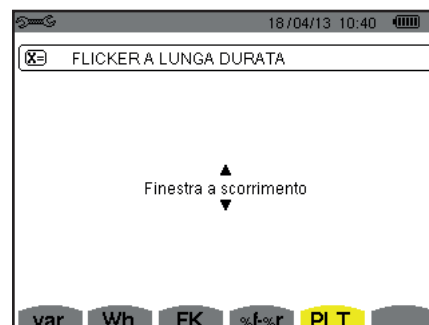 18/04/13 10:40
X= FLICKER A LUNGA DURATA
Finestra a scorrimento
var Wh FK %f-%r PLT